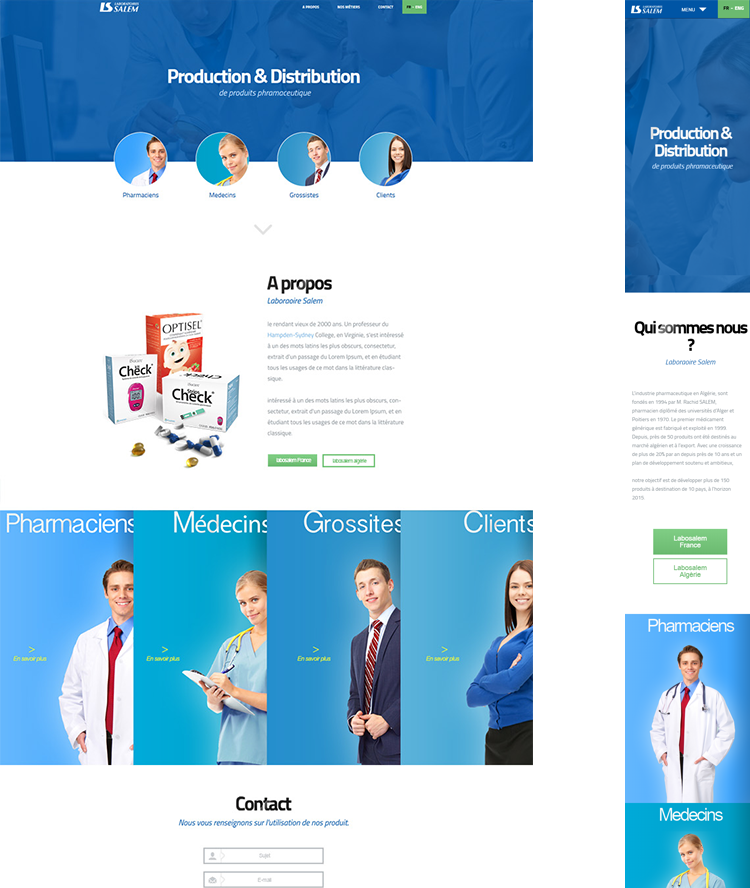 LABORATOIRES
LS SALEM
A PROPOS
NOS MÉTIERS
CONTACT
FR - ENG
Production & Distribution
de produits phramaceutique
Pharmaciens
Medecins
Grossistes
Clients
A propos
Laboraoire Salem
le rendant vieux de 2000 ans. Un professeur du
Hampden-Sydney College, en Virginie, s'est intéressé
à un des mots latins les plus obscurs, consectetur,
extrait d'un passage du Lorem Ipsum, et en étudiant
tous les usages de ce mot dans la littérature clas-
sique.
intéressé à un des mots latins les plus obscurs, con-
sectetur, extrait d'un passage du Lorem Ipsum, et en
étudiant tous les usages de ce mot dans la littérature
classique
labosalem France
labosalem algérie
OPTISEL
Check
Check
Pharmaciens
Médecins
Grossites
Clients
>
En savoir plus
>
En savoir plus
>
En savoir plus
>
En savoir plus
Contact
Nous vous renseignons sur l'utilisation de nos produit.
Sujet
E-mail
LABORATOIRES
LS SALEM
MENU
FR - ENG
Production &
Distribution
de produits phramaceutique
Qui sommes nous
?
Laboraoire Salem
L'industrie pharmaceutique en Algérie, sont
fondés en 1994 par M. Rachid SALEM,
pharmacien diplômé des universités d'Alger et
Poitiers en 1970. Le premier médicament
générique est fabriqué et exploité en 1999.
Depuis, près de 50 produits ont été destinés au
marché algérien et à l'export. Avec une croissance
de plus de 20% par an depuis près de 10 ans et un
plan de développement soutenu et ambitieux,
notre objectif est de développer plus de 150
produits à destination de 10 pays, à l'horizon
2015.
Labosalem
France
Labosalem
Algérie
Pharmaciens
Medecins